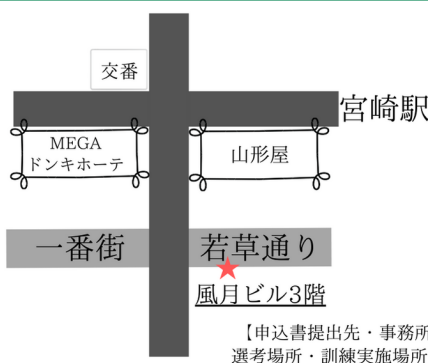 交番
宮崎駅
MEGA
ドンキホーテ
山形屋
一番街
若草通り
風月ビル3階
【申込書提出先・事務所
選考場所・訓練実施場所